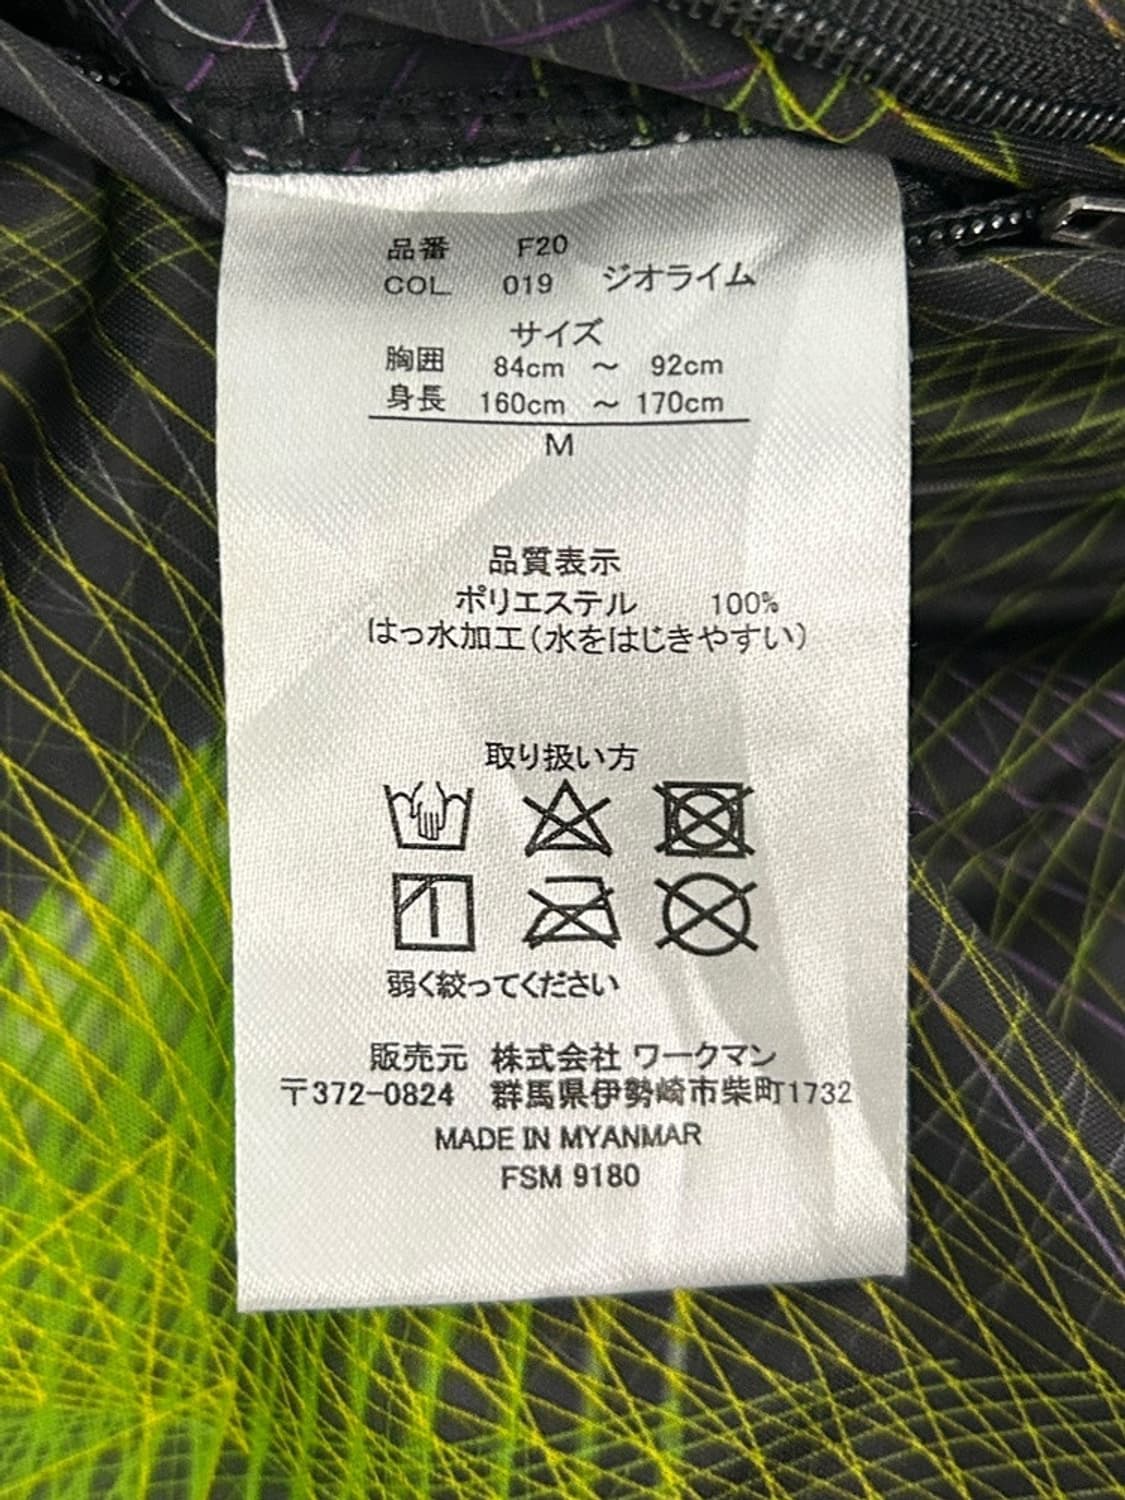 品番 F20
COL 019 ジオライム
サイズ
胸囲 84cm ～ 92cm
身長 160cm ～ 170cm
M
品質表示
ポリエステル 100%
はっ水加工(水をはじきやすい)
取り扱い方
弱く絞ってください
販売元 株式会社 ワークマン
〒372-0824 群馬県伊勢崎市柴町1732
MADE IN MYANMAR
FSM 9180